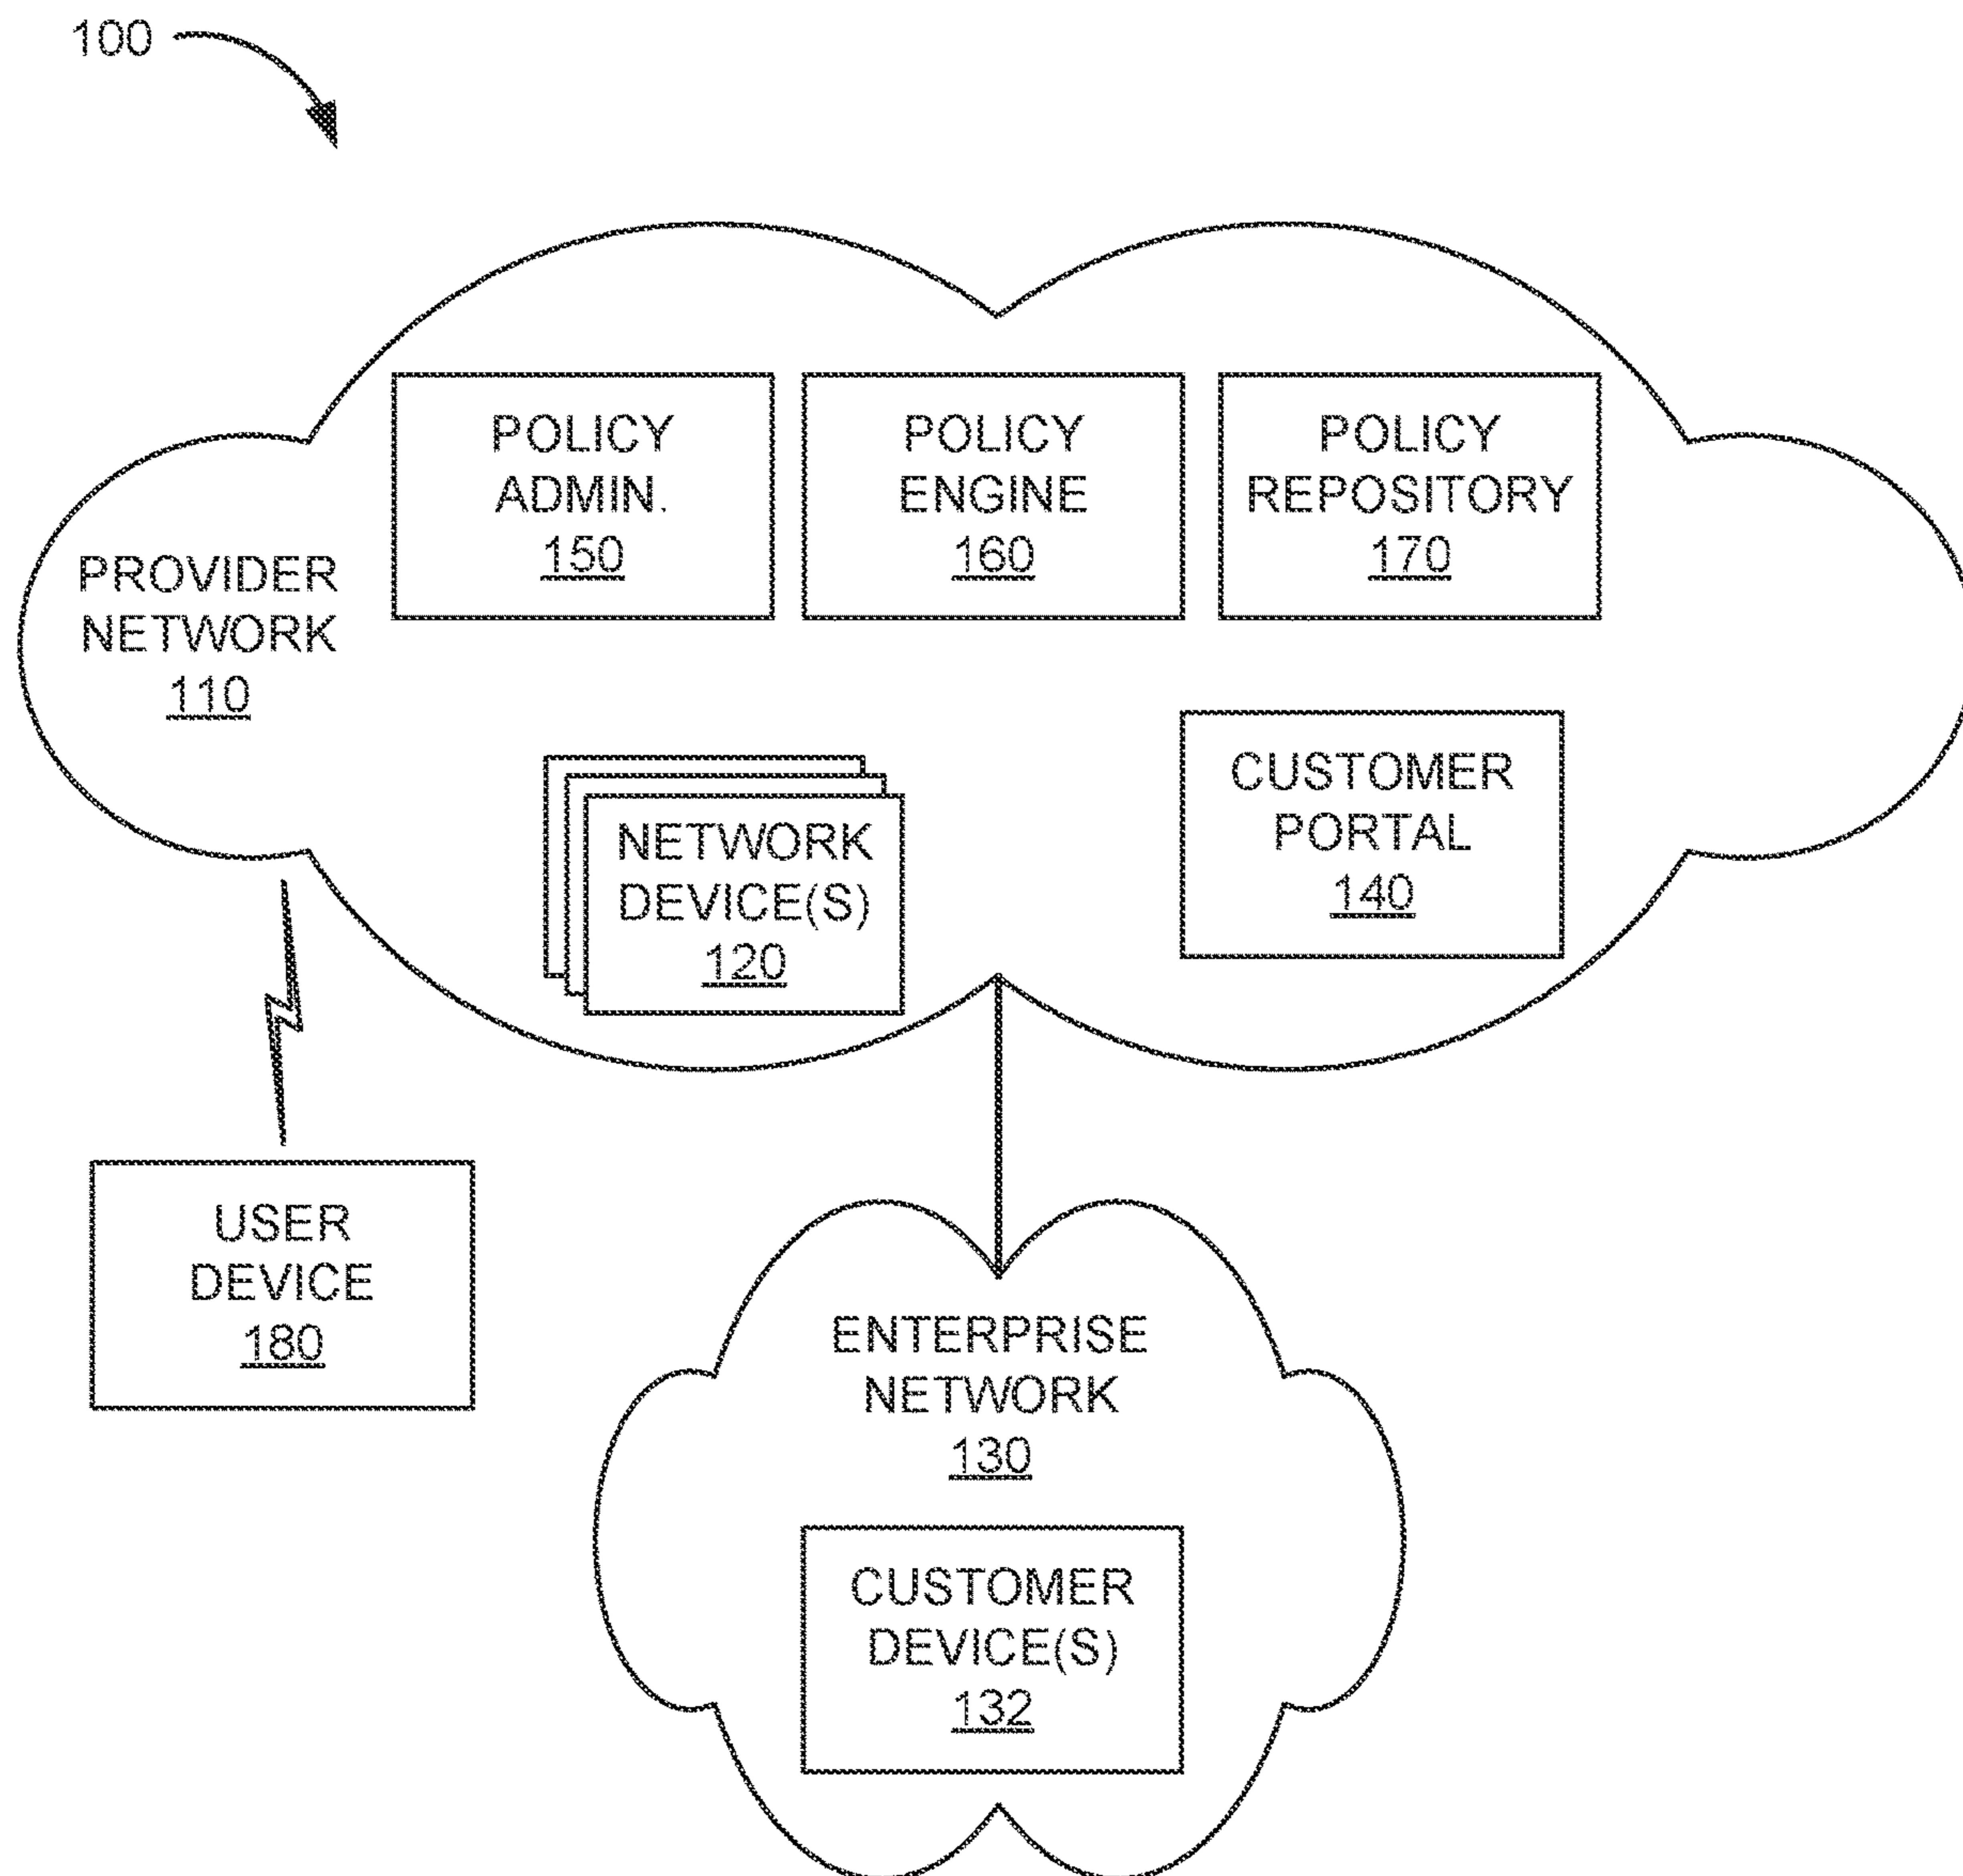 100
POLICY
ADMIN.
150
POLICY
ENGINE
160
POLICY
REPOSITORY
170
PROVIDER
NETWORK
110
NETWORK
DEVICE(S)
120
CUSTOMER
PORTAL
140
USER
DEVICE
180
ENTERPRISE
NETWORK
130
CUSTOMER
DEVICE(S)
132